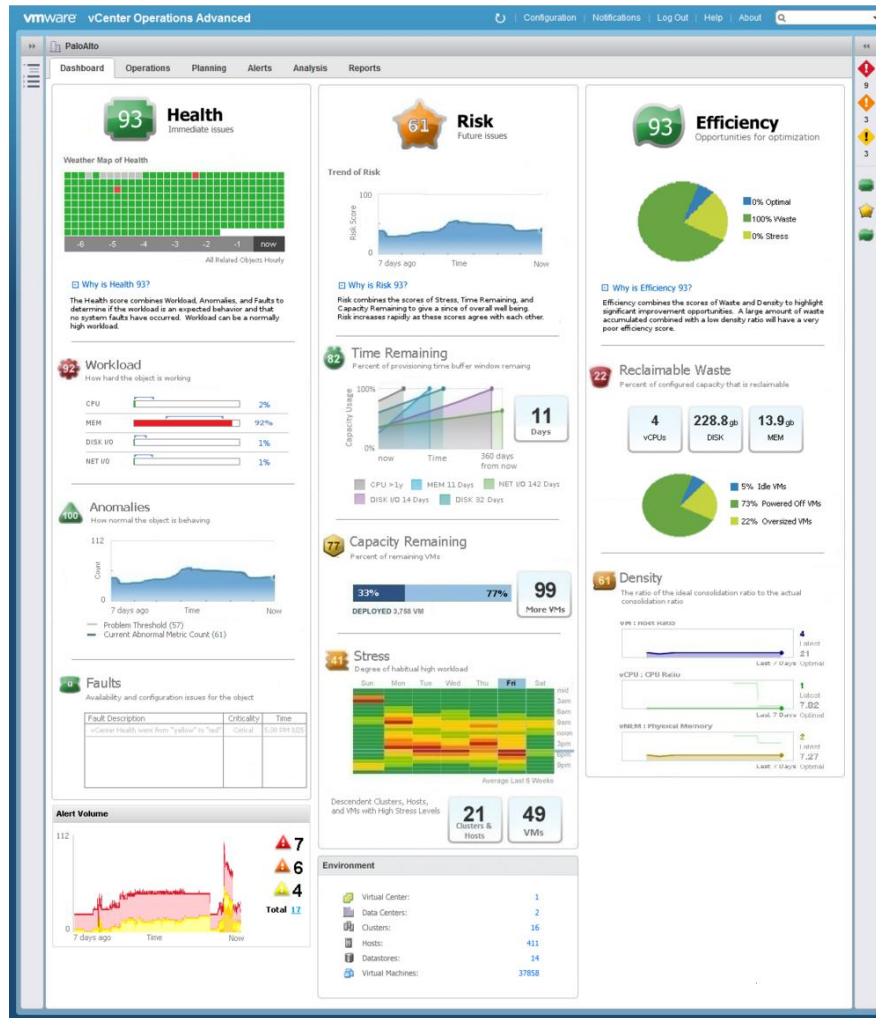 vmware vCenter Operations Advanced
Configuration | Notifications | Log Out | Help | About
PaloAlto
Dashboard Operations Planning Alerts Analysis Reports
93 Health
Immediate issues
Weather Map of Health
-6 -5 -4 -3 -2 -1 now
All Related Objects Hourly
Why is Health 93?
The Health score combines Workload, Anomalies, and Faults to
determine if the workload is an expected behavior and that
no system faults have occurred. Workload can be a normally
high workload.
92 Workload
How hard the object is working
CPU 2%
MEM 92%
DISK I/O 1%
NET I/O 1%
100 Anomalies
How normal the object is behaving
112
Count
0
7 days ago Time Now
Problem Threshold (57)
Current Abnormal Metric Count (61)
0 Faults
Availability and configuration issues for the object
Fault Description Criticality Time
vCenter Health went from "yellow" to "red" Critical 5:00 PM 8/25
Alert Volume
112
0
7 days ago Time Now
7
6
4
Total 17
61 Risk
Future issues
Trend of Risk
100
Risk Score
0
7 days ago Time Now
Why is Risk 93?
Risk combines the scores of Stress, Time Remaining, and
Capacity Remaining to give a since of overall well being.
Risk increases rapidly as these scores agree with each other.
82 Time Remaining
Percent of provisioning time buffer window remaing
100%
Capacity Usage
0%
now Time 360 days
from now
11
Days
CPU >1y MEM 11 Days NET I/O 142 Days
DISK I/O 14 Days DISK 32 Days
77 Capacity Remaining
Percent of remaining VMs
33% 77%
DEPLOYED 3,758 VM
99
More VMs
41 Stress
Degree of habitual high workload
Sun Mon Tue Wed Thu Fri Sat
mid
3am
6am
9am
noon
3pm
6pm
9pm
Average Last 6 Weeks
Descendent Clusters, Hosts,
and VMs with High Stress Levels
21
Clusters &
Hosts
49
VMs
Environment
Virtual Center: 1
Data Centers: 2
Clusters: 16
Hosts: 411
Datastores: 14
Virtual Machines: 37858
93 Efficiency
Opportunities for optimization
0% Optimal
100% Waste
0% Stress
Why is Efficiency 93?
Efficiency combines the scores of Waste and Density to highlight
significant improvement opportunities. A large amount of waste
accumulated combined with a low density ratio will have a very
poor efficiency score.
22 Reclaimable Waste
Percent of configured capacity that is reclaimable
4
vCPUs
228.8 gb
DISK
13.9 gb
MEM
5% Idle VMs
73% Powered Off VMs
22% Oversized VMs
61 Density
The ratio of the ideal consolidation ratio to the actual
consolidation ratio
VM : Host Ratio
4
Latest
21
Last 7 Days Optimal
vCPU : CPU Ratio
1
Latest
7.82
Last 7 Days Optimal
vMEM : Physical Memory
2
Latest
7.27
Last 7 Days Optimal
9
3
3